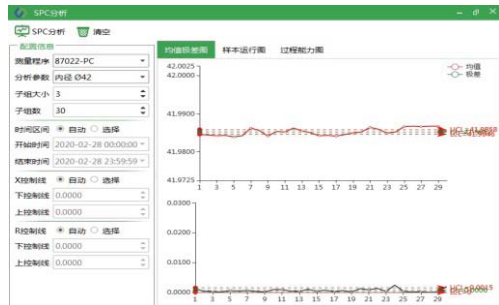 SPC分析
SPC分析 清空
配置信息
测量程序 87022-PC
分析参数 内径 Ø42
子组大小 3
子组数 30
时间区间 自动 选择
开始时间 2020-02-28 00:00:00
结束时间 2020-02-28 23:59:59
X控制线 自动 选择
下控制线 0.0000
上控制线 0.0000
R控制线 自动 选择
下控制线 0.0000
上控制线 0.0000
均值极差图 样本运行图 过程能力图
均值
极差
42.0025
42.0000
41.9900
41.9800
41.9725
1 3 5 7 9 11 13 15 17 19 21 23 25 27 29
0.0300
0.0200
0.0100
0.0000
1 3 5 7 9 11 13 15 17 19 21 23 25 27 29